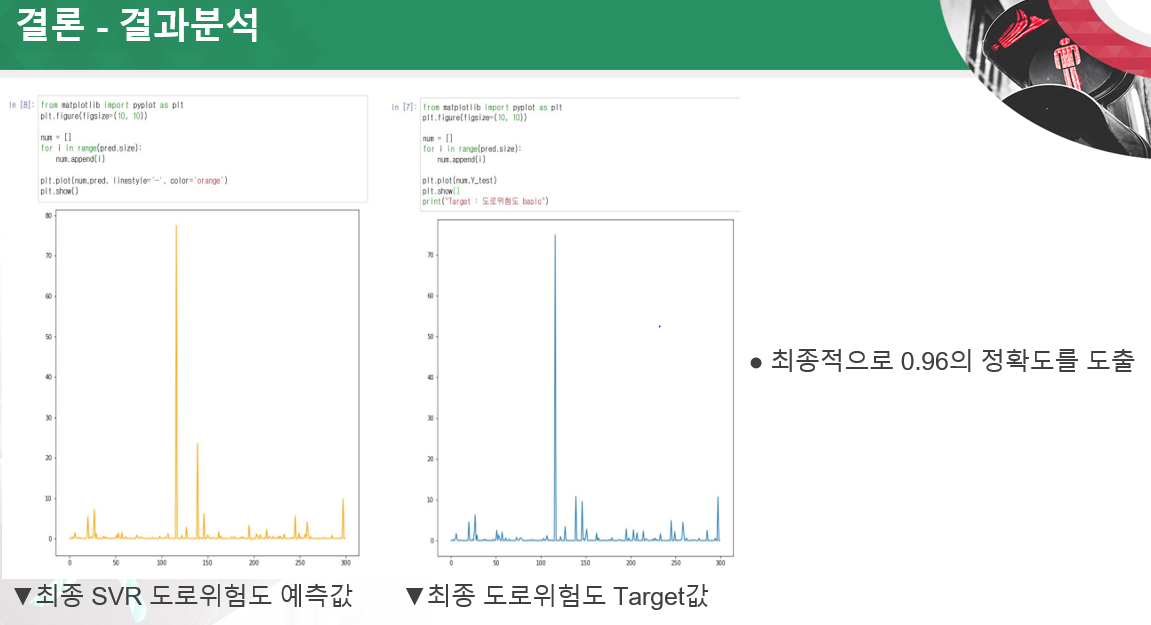 결론 - 결과분석
In [8]:
from matplotlib import pyplot as plt
plt.figure(figsize=(10, 10))
num = []
for i in range(pred.size):
num.append(i)
plt.plot(num,pred, linestyle='-', color='orange')
plt.show()
80
70
60
50
40
30
20
10
0
0 50 100 150 200 250 300
▼최종 SVR 도로위험도 예측값
In [7]:
from matplotlib import pyplot as plt
plt.figure(figsize=(10, 10))
num = []
for i in range(pred.size):
num.append(i)
plt.plot(num,Y_test)
plt.show()
print("Target : 도로위험도 basic")
70
60
50
40
30
20
10
0
0 50 100 150 200 250 300
▼최종 도로위험도 Target값
● 최종적으로 0.96의 정확도를 도출